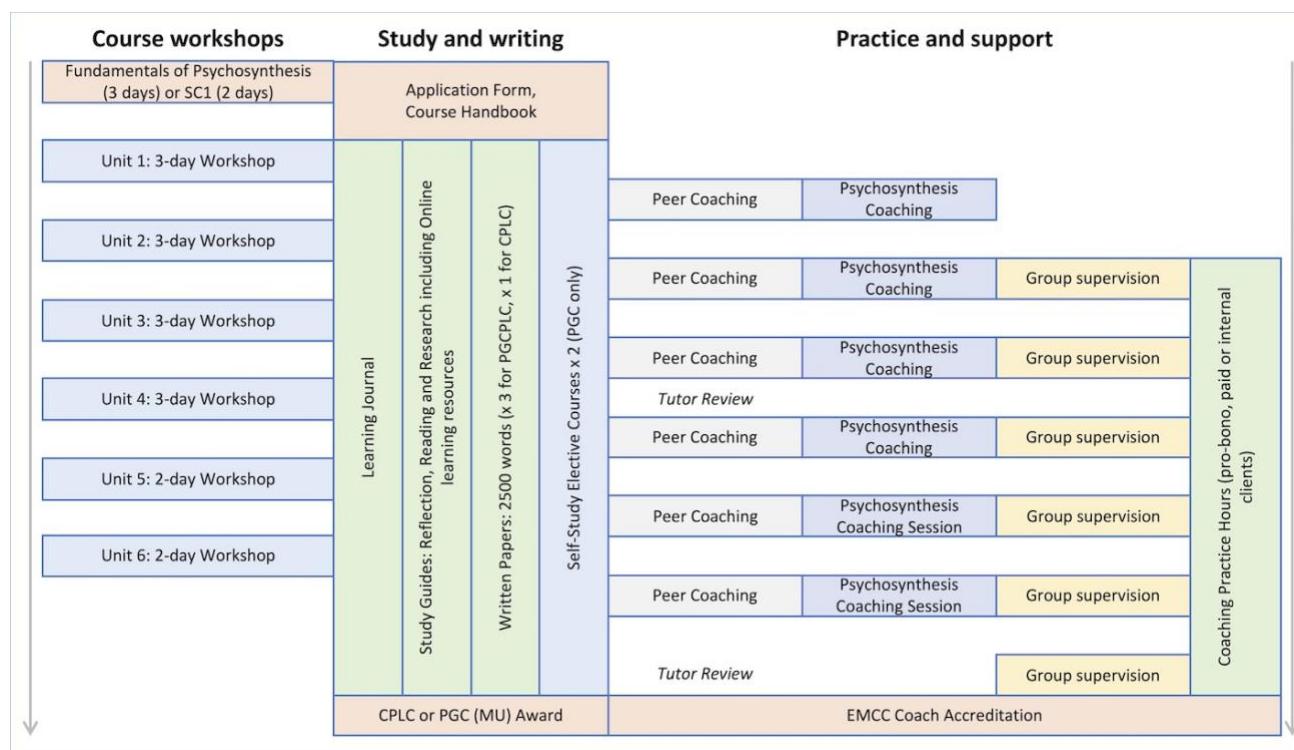 Course workshops
Study and writing
Practice and support
Fundamentals of Psychosynthesis
(3 days) or SC1 (2 days)
Application Form,
Course Handbook
Unit 1: 3-day Workshop
Unit 2: 3-day Workshop
Unit 3: 3-day Workshop
Unit 4: 3-day Workshop
Unit 5: 2-day Workshop
Unit 6: 2-day Workshop
Learning Journal
Study Guides: Reflection, Reading and Research including Online
learning resources
Written Papers: 2500 words (x 3 for PGCPLC, x 1 for CPLC)
Self-Study Elective Courses x 2 (PGC only)
Peer Coaching
Psychosynthesis
Coaching
Peer Coaching
Psychosynthesis
Coaching
Group supervision
Peer Coaching
Psychosynthesis
Coaching
Group supervision
Tutor Review
Peer Coaching
Psychosynthesis
Coaching
Group supervision
Peer Coaching
Psychosynthesis
Coaching Session
Group supervision
Peer Coaching
Psychosynthesis
Coaching Session
Group supervision
Tutor Review
Group supervision
Coaching Practice Hours (pro-bono, paid or internal
clients)
CPLC or PGC (MU) Award
EMCC Coach Accreditation